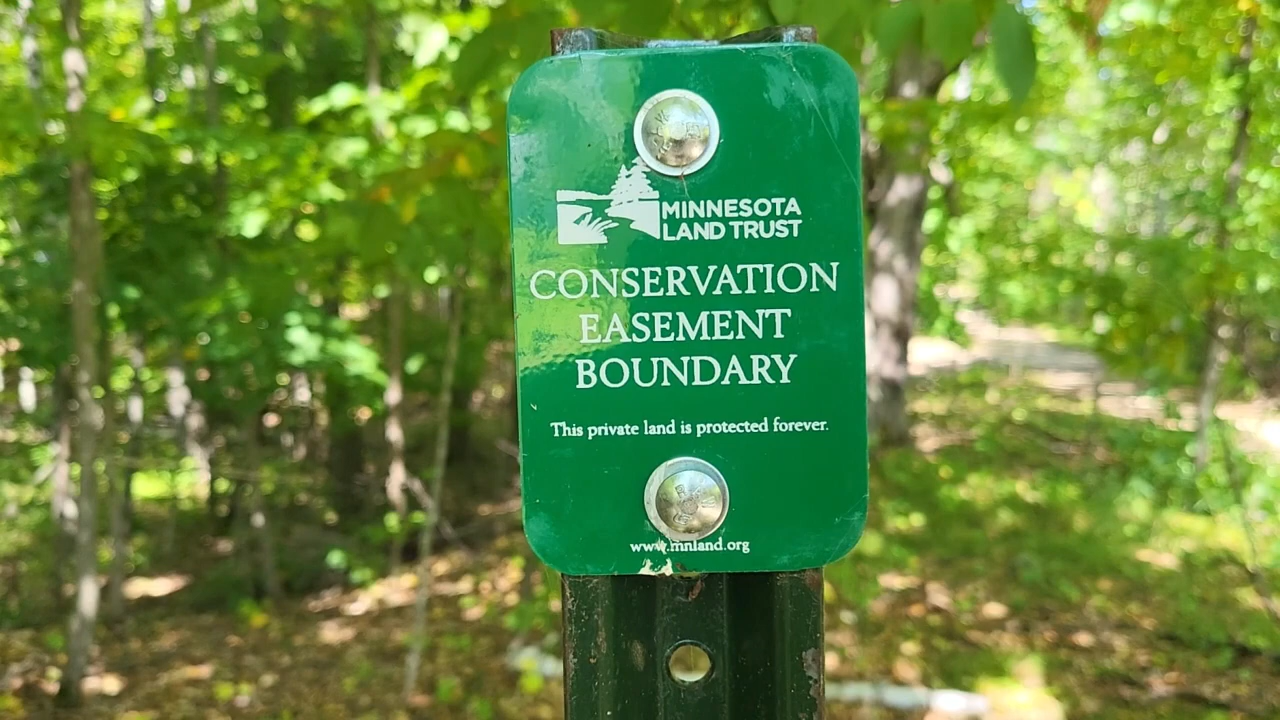 MINNESOTA
LAND TRUST
CONSERVATION
EASEMENT
BOUNDARY
This private land is protected forever.
www.mnland.org